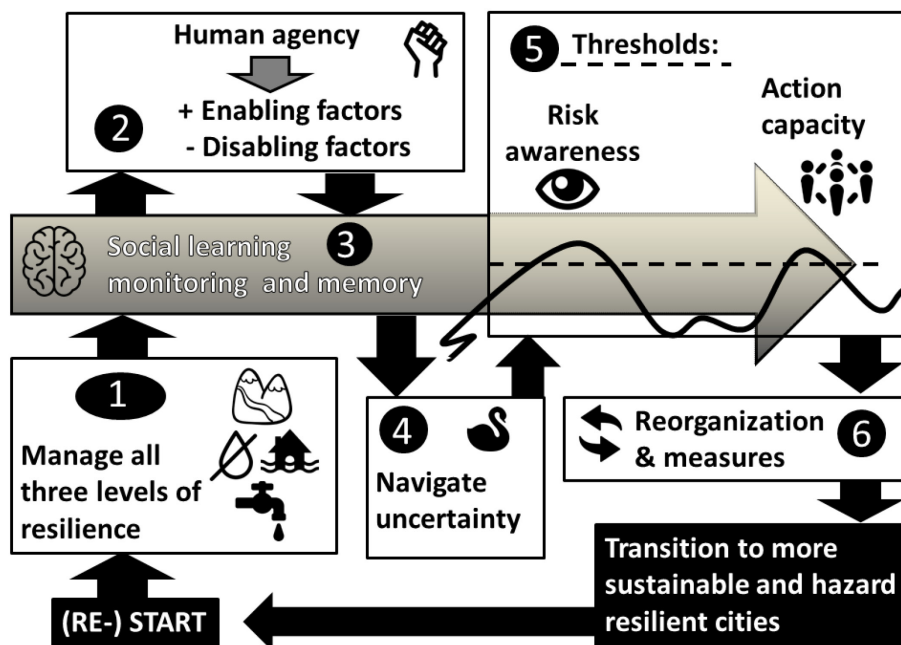 Human agency
+ Enabling factors
- Disabling factors
2
5 Thresholds:
Risk
awareness
Action
capacity
3
Social learning
monitoring and memory
1
Manage all
three levels of
resilience
4
Navigate
uncertainty
Reorganization
& measures
6
Transition to more
sustainable and hazard
resilient cities
(RE-) START